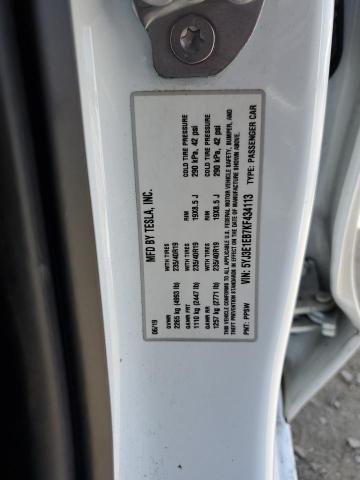 MFD BY TESLA, INC.
06/19
GVWR
2265 kg (4993 lb)
GAWR FRT WITH TIRES RIM COLD TIRE PRESSURE
1110 kg (2447 lb) 235/40R19 19X8.5 J 290 kPa, 42 psi
GAWR RR WITH TIRES RIM COLD TIRE PRESSURE
1257 kg (2771 lb) 235/40R19 19X8.5 J 290 kPa, 42 psi
THIS VEHICLE CONFORMS TO ALL APPLICABLE U.S. FEDERAL MOTOR VEHICLE SAFETY, BUMPER, AND
THEFT PREVENTION STANDARDS IN EFFECT ON THE DATE OF MANUFACTURE SHOWN ABOVE.
PNT: PPSW VIN: 5YJ3E1EB7KF434113 TYPE: PASSENGER CAR